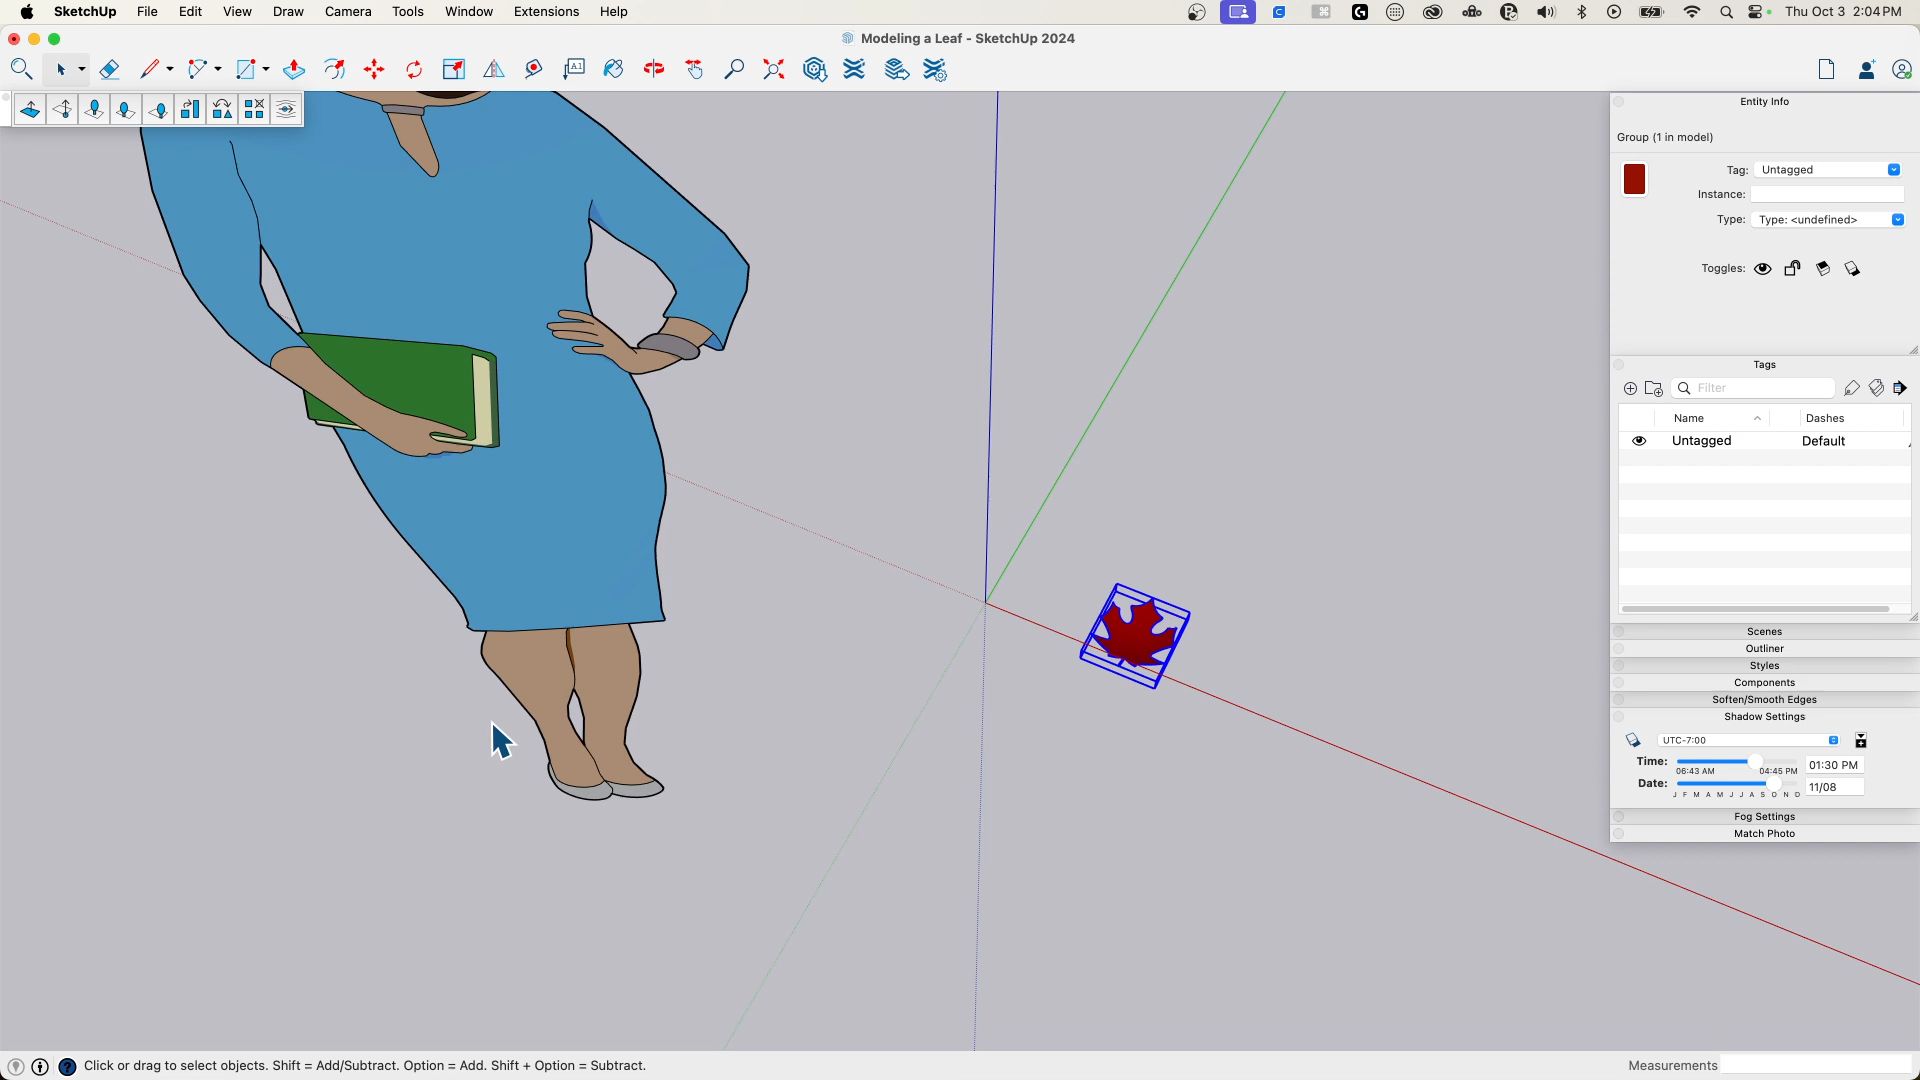 SketchUp File Edit View Draw Camera Tools Window Extensions Help Thu Oct 3 2:04 PM
Modeling a Leaf - SketchUp 2024
A1
Entity Info
Group (1 in model)
Tag: Untagged
Instance:
Type: Type: <undefined>
Toggles:
Tags
Filter
Name Dashes
Untagged Default
Scenes
Outliner
Styles
Components
Soften/Smooth Edges
Shadow Settings
UTC-7:00
Time: 01:30 PM
06:43 AM 04:45 PM
Date: 11/08
J F M A M J J A S O N D
Fog Settings
Match Photo
Click or drag to select objects. Shift = Add/Subtract. Option = Add. Shift + Option = Subtract. Measurements